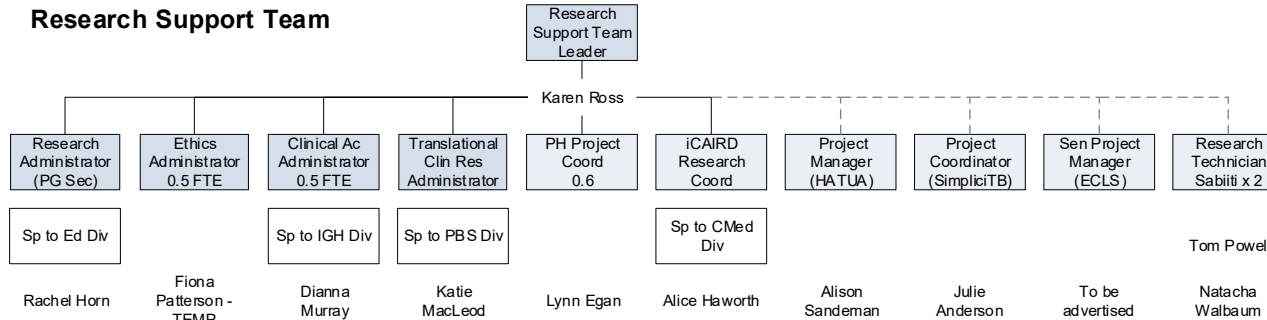 Research Support Team
Research
Support Team
Leader
Karen Ross
Research
Administrator
(PG Sec)
Ethics
Administrator
0.5 FTE
Clinical Ac
Administrator
0.5 FTE
Translational
Clin Res
Administrator
PH Project
Coord
0.6
iCAIRD
Research
Coord
Project
Manager
(HATUA)
Project
Coordinator
(SimpliciTB)
Sen Project
Manager
(ECLS)
Research
Technician
Sabiiti x 2
Sp to Ed Div
Sp to IGH Div
Sp to PBS Div
Sp to CMed
Div
Tom Powel
Rachel Horn
Fiona
Patterson -
TEMP
Dianna
Murray
Katie
MacLeod
Lynn Egan
Alice Haworth
Alison
Sandeman
Julie
Anderson
To be
advertised
Natacha
Walbaum